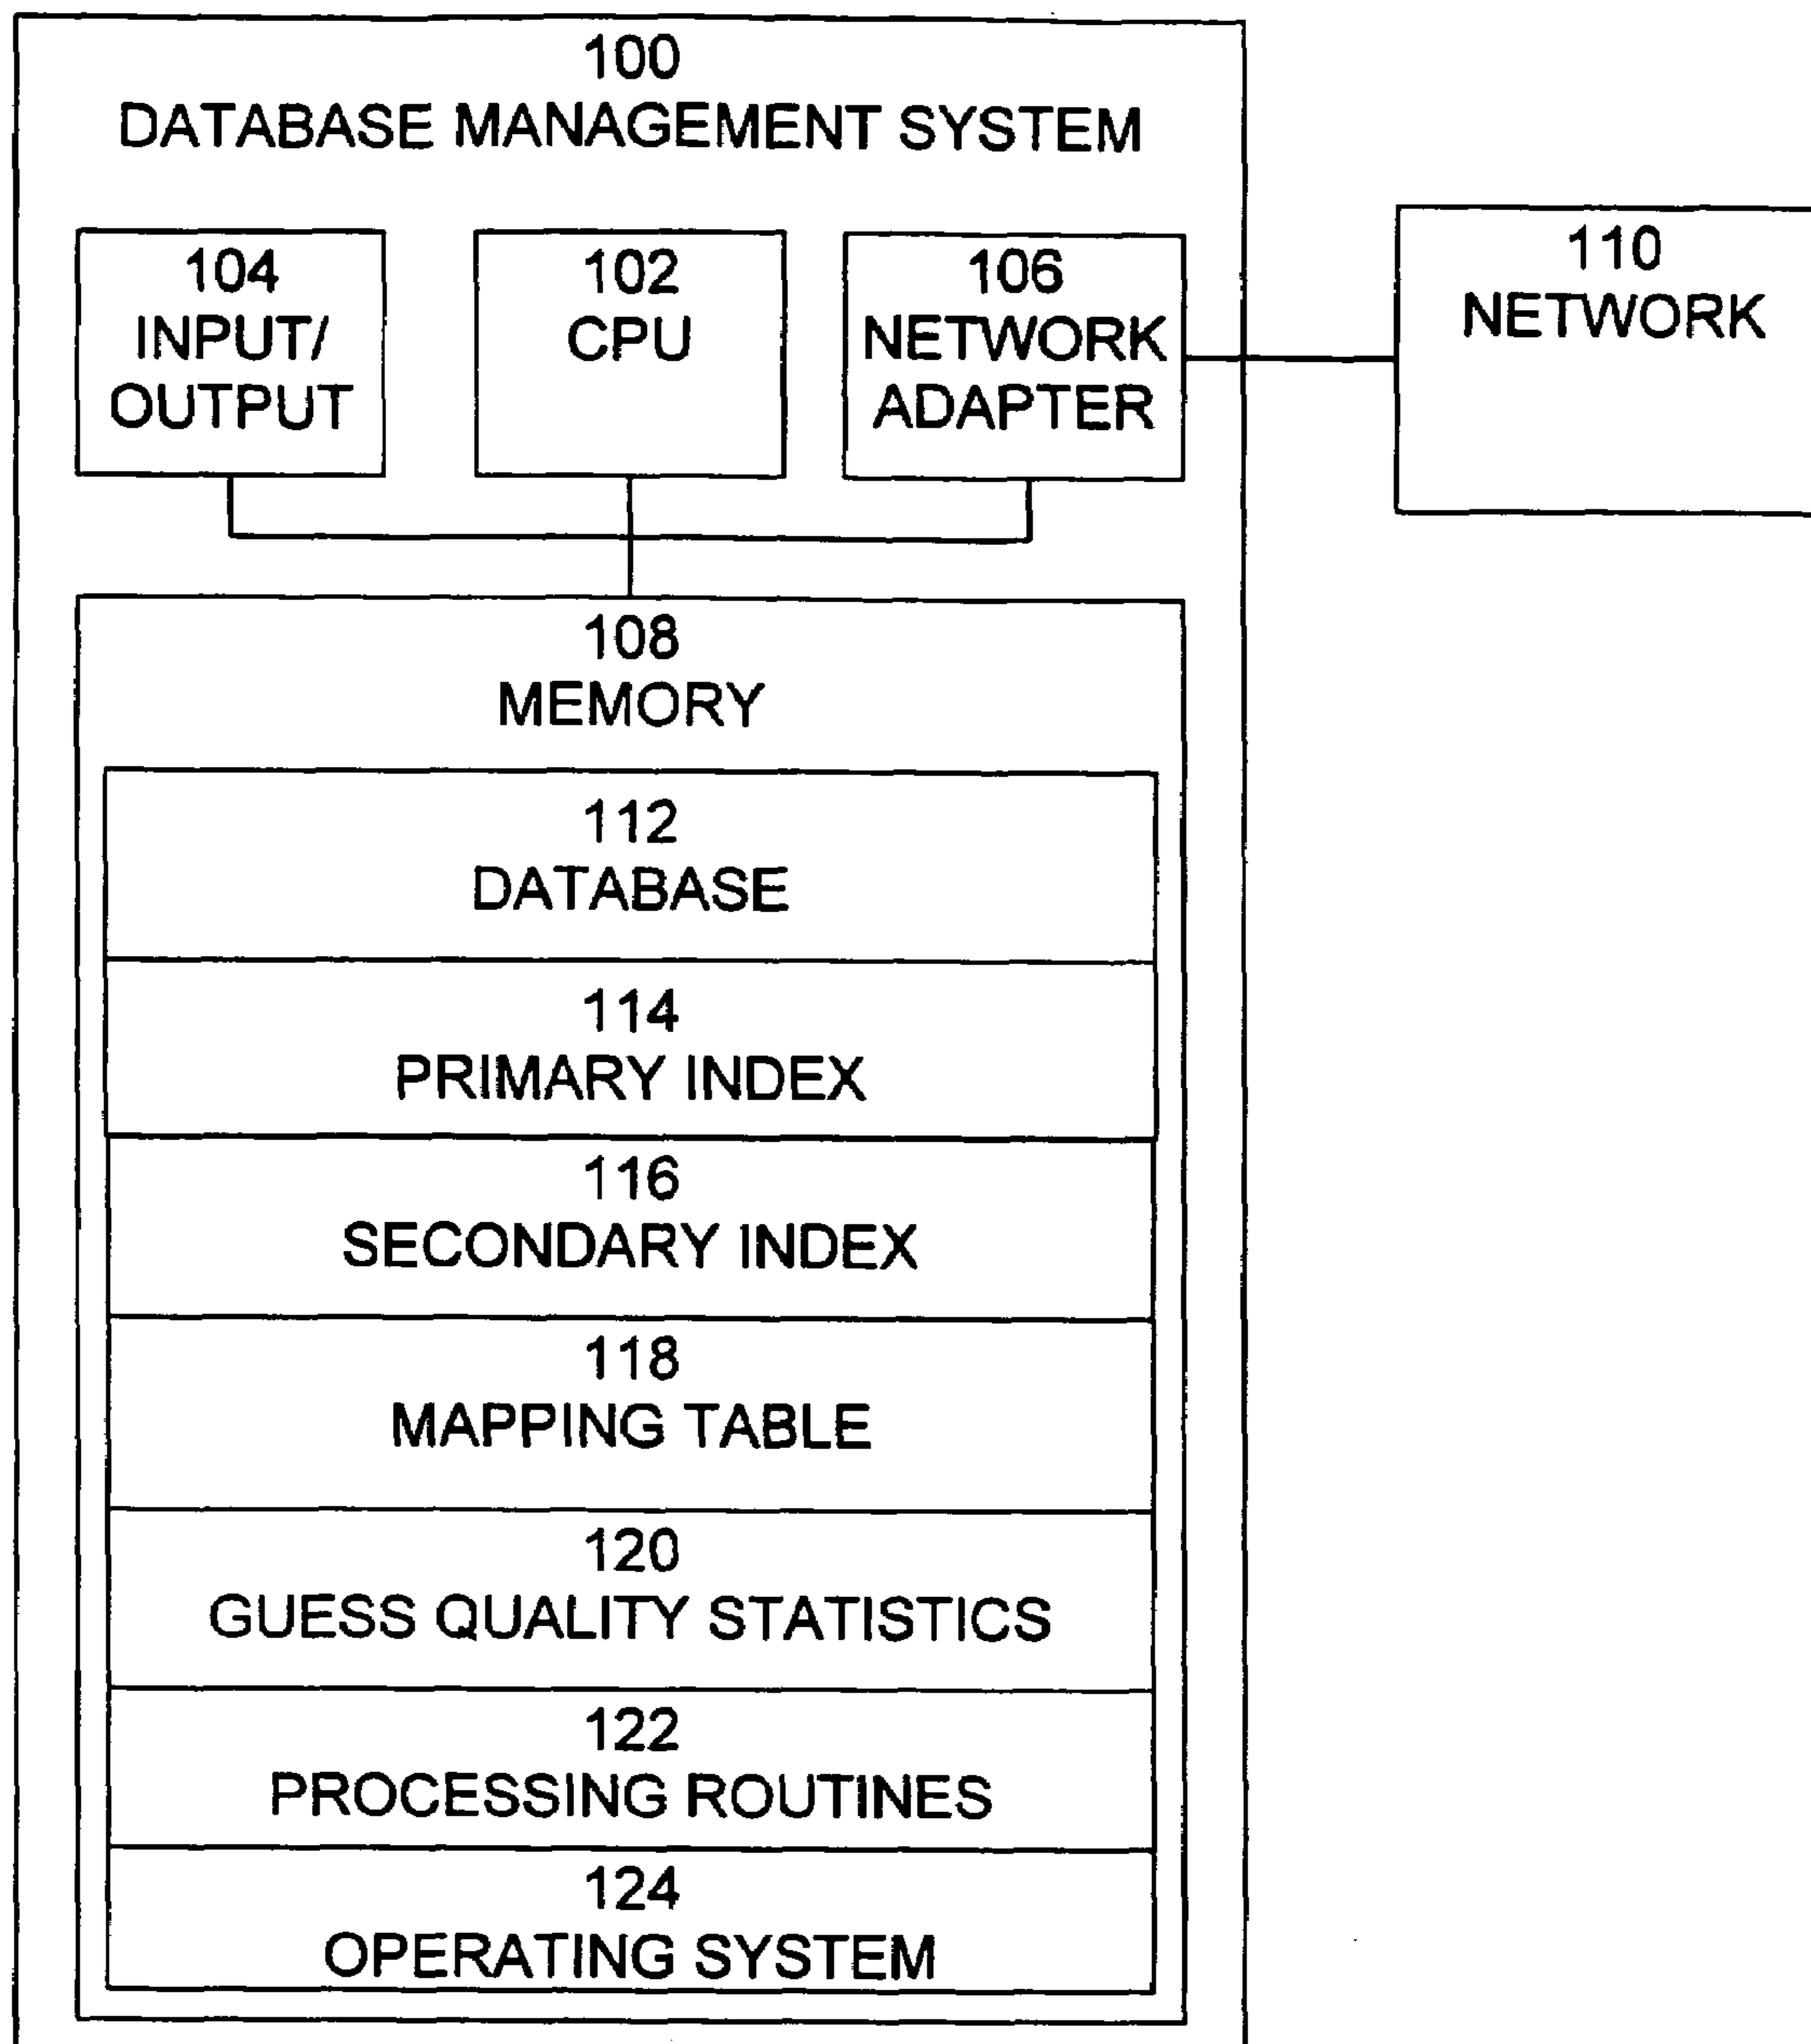 100
DATABASE MANAGEMENT SYSTEM
104
INPUT/
OUTPUT
102
CPU
106
NETWORK
ADAPTER
110
NETWORK
108
MEMORY
112
DATABASE
114
PRIMARY INDEX
116
SECONDARY INDEX
118
MAPPING TABLE
120
GUESS QUALITY STATISTICS
122
PROCESSING ROUTINES
124
OPERATING SYSTEM